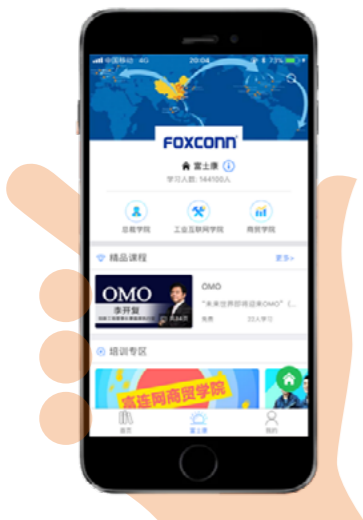 中国移动 4G 20:04 73%
FOXCONN
富士康
学习人数: 144100人
总裁学院 工业互联网学院 商贸学院
精品课程 更多>
OMO
OMO
李开复
"未来世界即将迎来OMO"（...
免费 23人学习
培训专区
富连网商贸学院
首页 富士康 我的